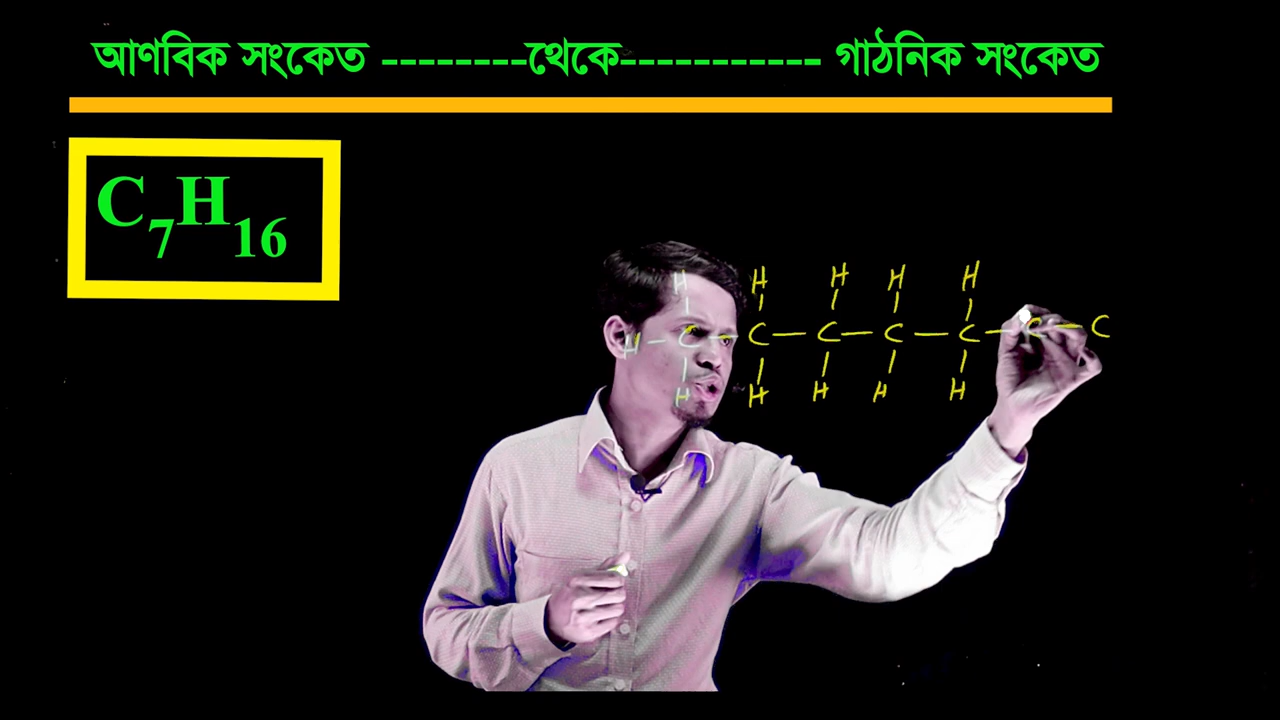 আণবিক সংকেত --------থেকে----------- গাঠনিক সংকেত
C7H16
H H H H H
H – C – C – C – C – C – C – C
H H H H H